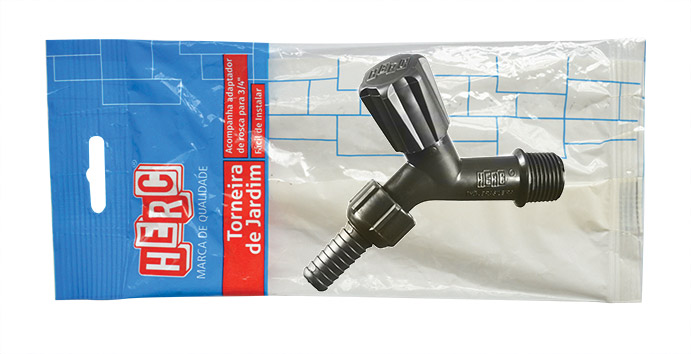 HERC
MARCA DE QUALIDADE
Torneira
de Jardim
Acompanha adaptador
de rosca para 3/4"
Fácil de Instalar
HERC
HERC